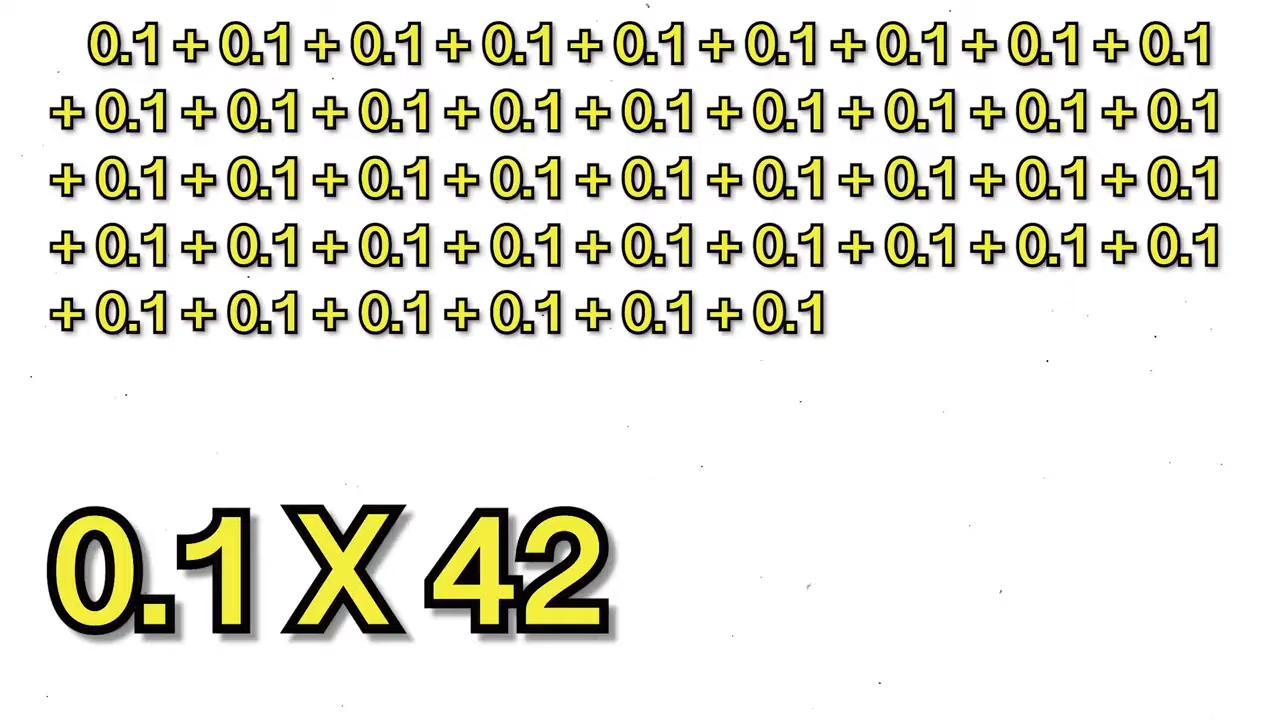 0.1 + 0.1 + 0.1 + 0.1 + 0.1 + 0.1 + 0.1 + 0.1 + 0.1
+ 0.1 + 0.1 + 0.1 + 0.1 + 0.1 + 0.1 + 0.1 + 0.1 + 0.1
+ 0.1 + 0.1 + 0.1 + 0.1 + 0.1 + 0.1 + 0.1 + 0.1 + 0.1
+ 0.1 + 0.1 + 0.1 + 0.1 + 0.1 + 0.1 + 0.1 + 0.1 + 0.1
+ 0.1 + 0.1 + 0.1 + 0.1 + 0.1 + 0.1
0.1 X 42